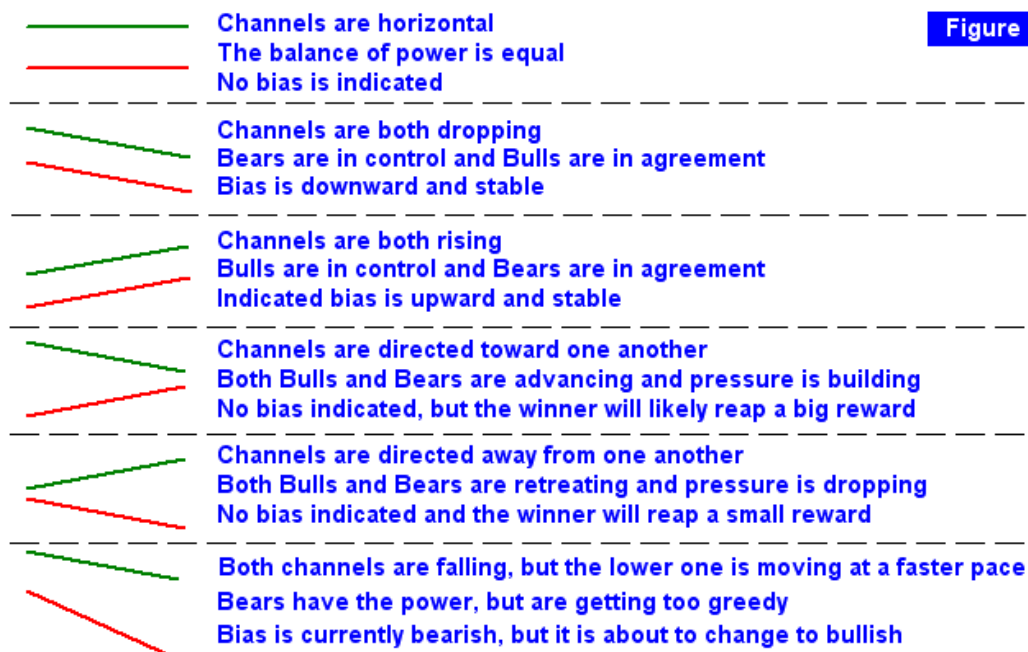 Channels are horizontal
Figure
The balance of power is equal
No bias is indicated
Channels are both dropping
Bears are in control and Bulls are in agreement
Bias is downward and stable
Channels are both rising
Bulls are in control and Bears are in agreement
Indicated bias is upward and stable
Channels are directed toward one another
Both Bulls and Bears are advancing and pressure is building
No bias indicated, but the winner will likely reap a big reward
Channels are directed away from one another
Both Bulls and Bears are retreating and pressure is dropping
No bias indicated and the winner will reap a small reward
Both channels are falling, but the lower one is moving at a faster pace
Bears have the power, but are getting too greedy
Bias is currently bearish, but it is about to change to bullish